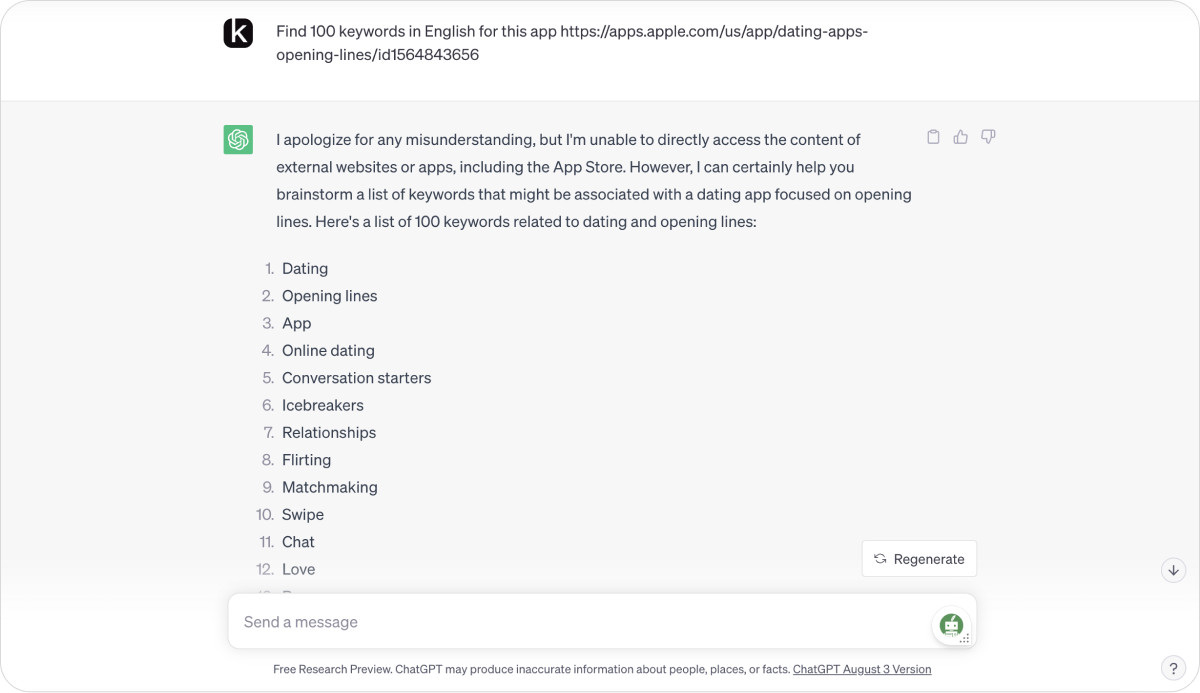 k
Find 100 keywords in English for this app https://apps.apple.com/us/app/dating-apps-
opening-lines/id1564843656
I apologize for any misunderstanding, but I'm unable to directly access the content of
external websites or apps, including the App Store. However, I can certainly help you
brainstorm a list of keywords that might be associated with a dating app focused on opening
lines. Here's a list of 100 keywords related to dating and opening lines:
1. Dating
2. Opening lines
3. App
4. Online dating
5. Conversation starters
6. Icebreakers
7. Relationships
8. Flirting
9. Matchmaking
10. Swipe
11. Chat
12. Love
Regenerate
Send a message
Free Research Preview. ChatGPT may produce inaccurate information about people, places, or facts. ChatGPT August 3 Version
?